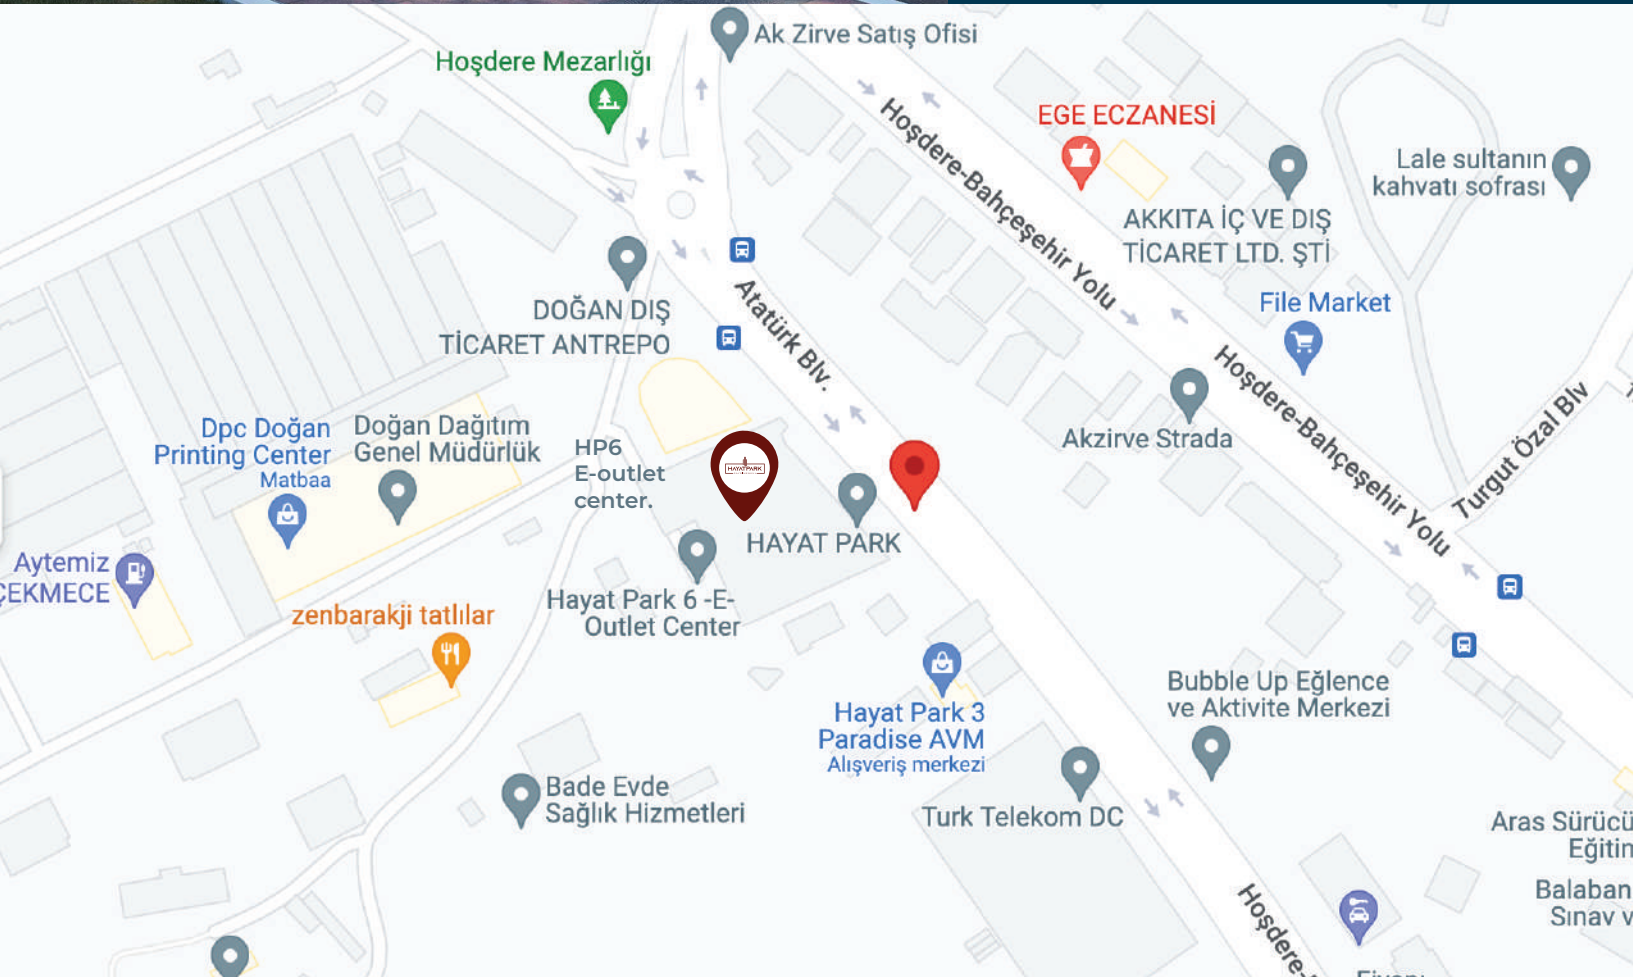 Ak Zirve Satış Ofisi
Hoşdere Mezarlığı
EGE ECZANESİ
Hoşdere-Bahçeşehir Yolu
Lale sultanın
kahvatı sofrası
AKKITA İÇ VE DIŞ
TİCARET LTD. ŞTİ
File Market
DOĞAN DIŞ
TİCARET ANTREPO
Atatürk Blv.
Hoşdere-Bahçeşehir Yolu
Turgut Özal Blv
Akzirve Strada
Dpc Doğan
Printing Center
Matbaa
Doğan Dağıtım
Genel Müdürlük
HP6
E-outlet
center.
HAYATPARK
HAYAT PARK
Aytemiz
ÇEKMECE
Hayat Park 6 -E-
Outlet Center
zenbarakji tatlılar
Hayat Park 3
Paradise AVM
Alışveriş merkezi
Bubble Up Eğlence
ve Aktivite Merkezi
Bade Evde
Sağlık Hizmetleri
Turk Telekom DC
Aras Sürücü
Eğitim
Balaban
Sınav v
Hoşdere-